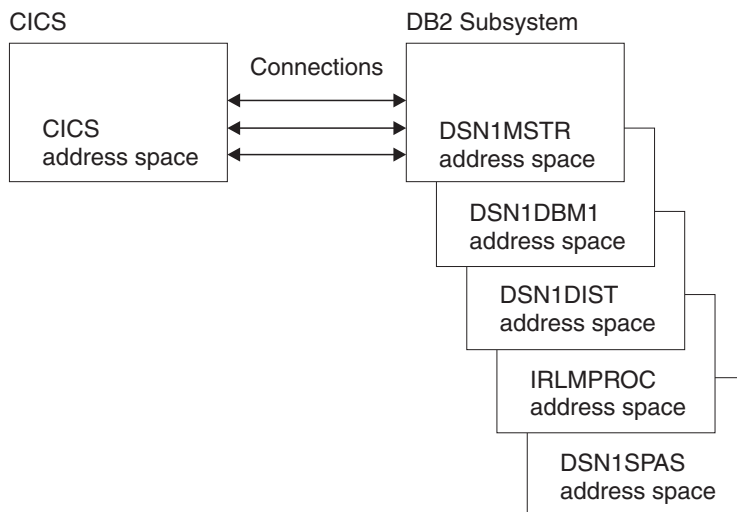 CICS
DB2 Subsystem
Connections
CICS
address space
DSN1MSTR
address space
DSN1DBM1
address space
DSN1DIST
address space
IRLMPROC
address space
DSN1SPAS
address space